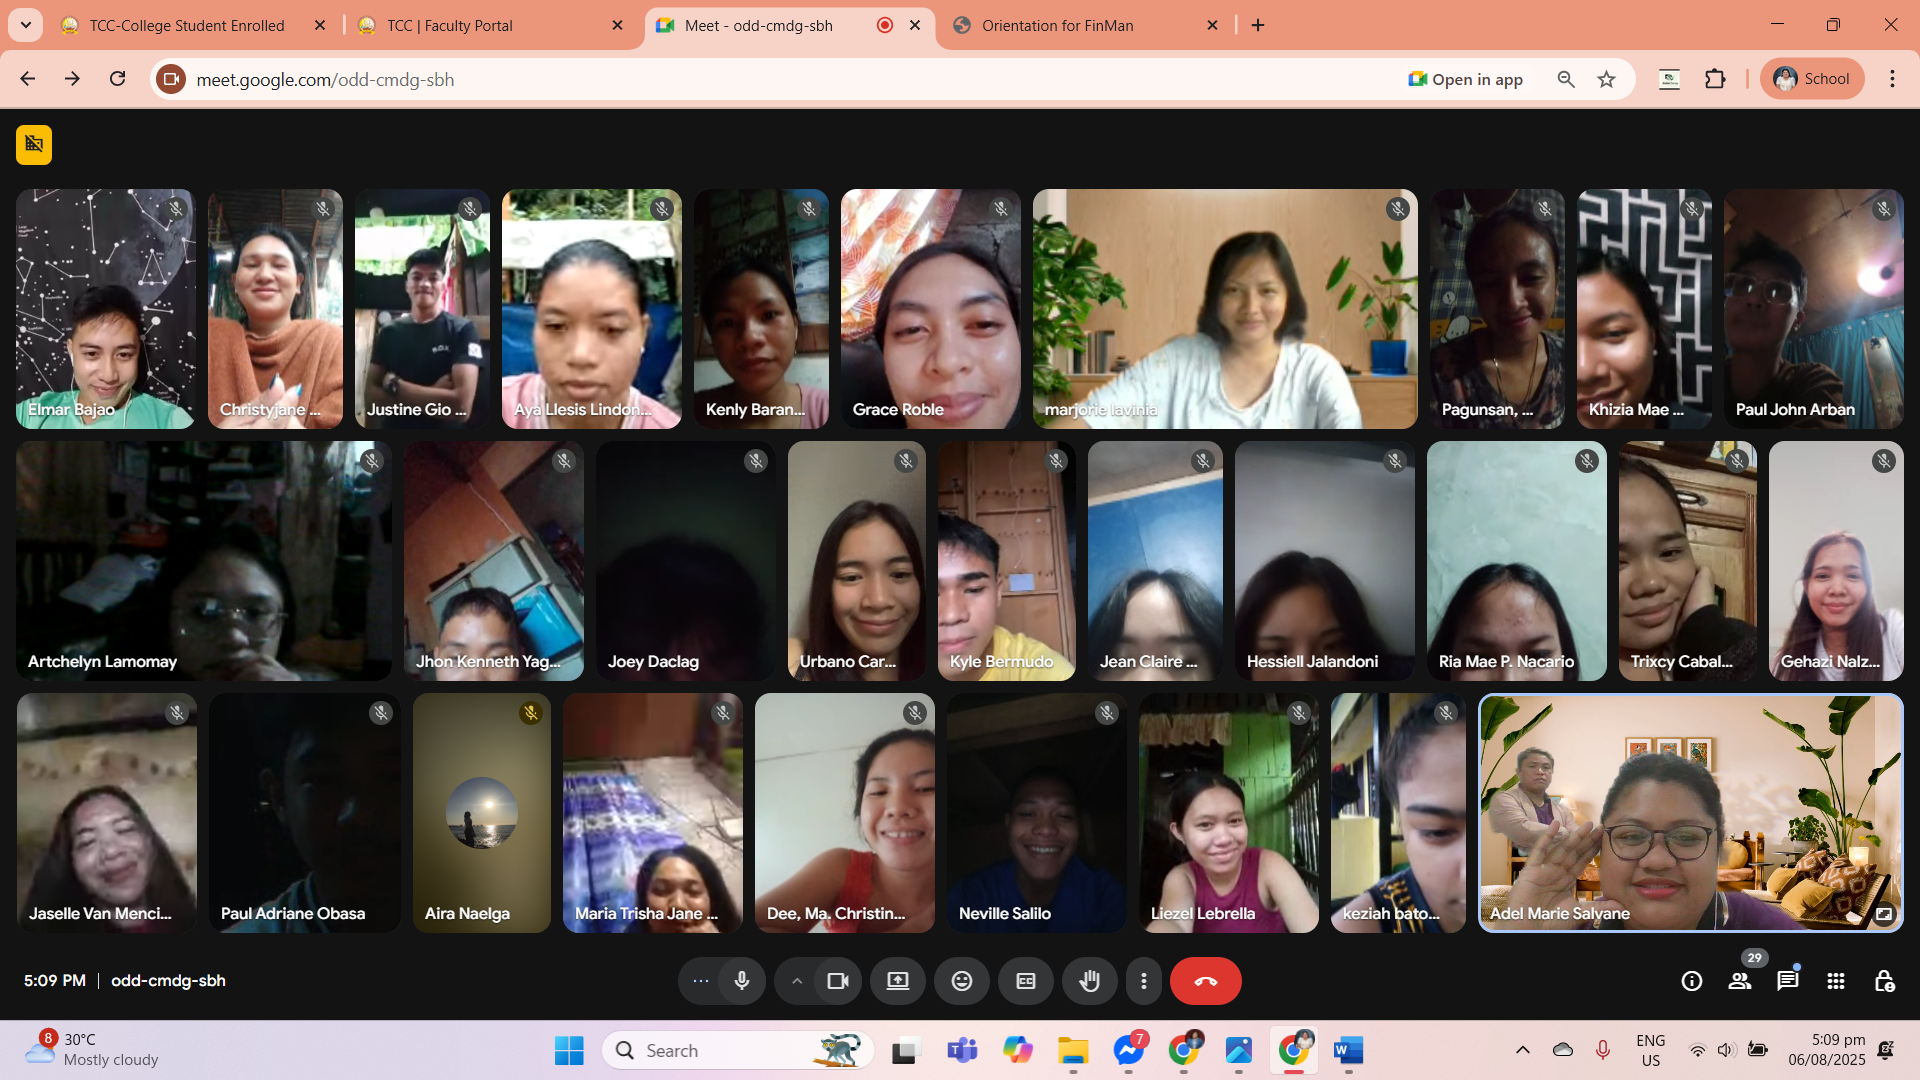 TCC-College Student Enrolled
TCC | Faculty Portal
Meet - odd-cmdg-sbh
Orientation for FinMan
meet.google.com/odd-cmdg-sbh
Open in app
School
Elmar Bajao
Christyjane ...
Justine Gio ...
Aya Llesis Lindon...
Kenly Baran...
Grace Roble
marjorie lavinia
Pagunsan, ...
Khizia Mae ...
Paul John Arban
Artchelyn Lamomay
Jhon Kenneth Yag...
Joey Daclag
Urbano Car...
Kyle Bermudo
Jean Claire ...
Hessiell Jalandoni
Ria Mae P. Nacario
Trixcy Cabal...
Gehazi Nalz...
Jaselle Van Menci...
Paul Adriane Obasa
Aira Naelga
Maria Trisha Jane ...
Dee, Ma. Christin...
Neville Salilo
Liezel Lebrella
keziah bato...
Adel Marie Salvane
5:09 PM | odd-cmdg-sbh
29
8
30°C
Mostly cloudy
Search
7
ENG
US
5:09 pm
06/08/2025